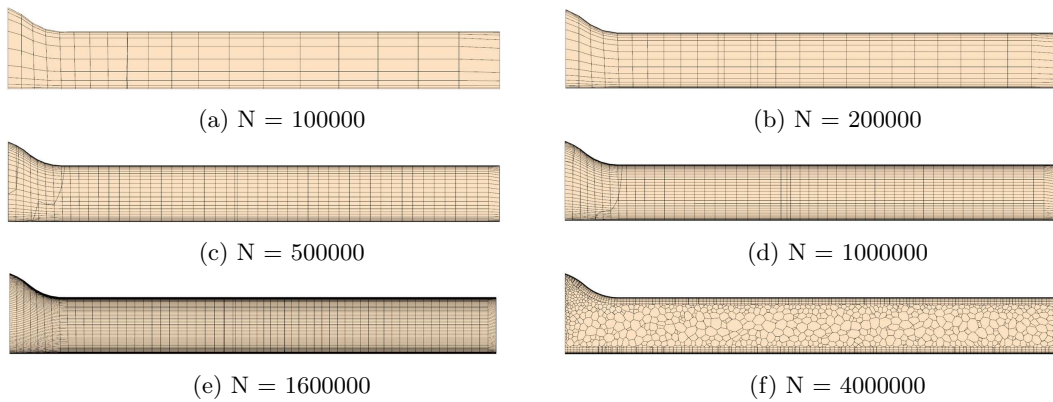 (a) N = 100000
(b) N = 200000
(c) N = 500000
(d) N = 1000000
(e) N = 1600000
(f) N = 4000000